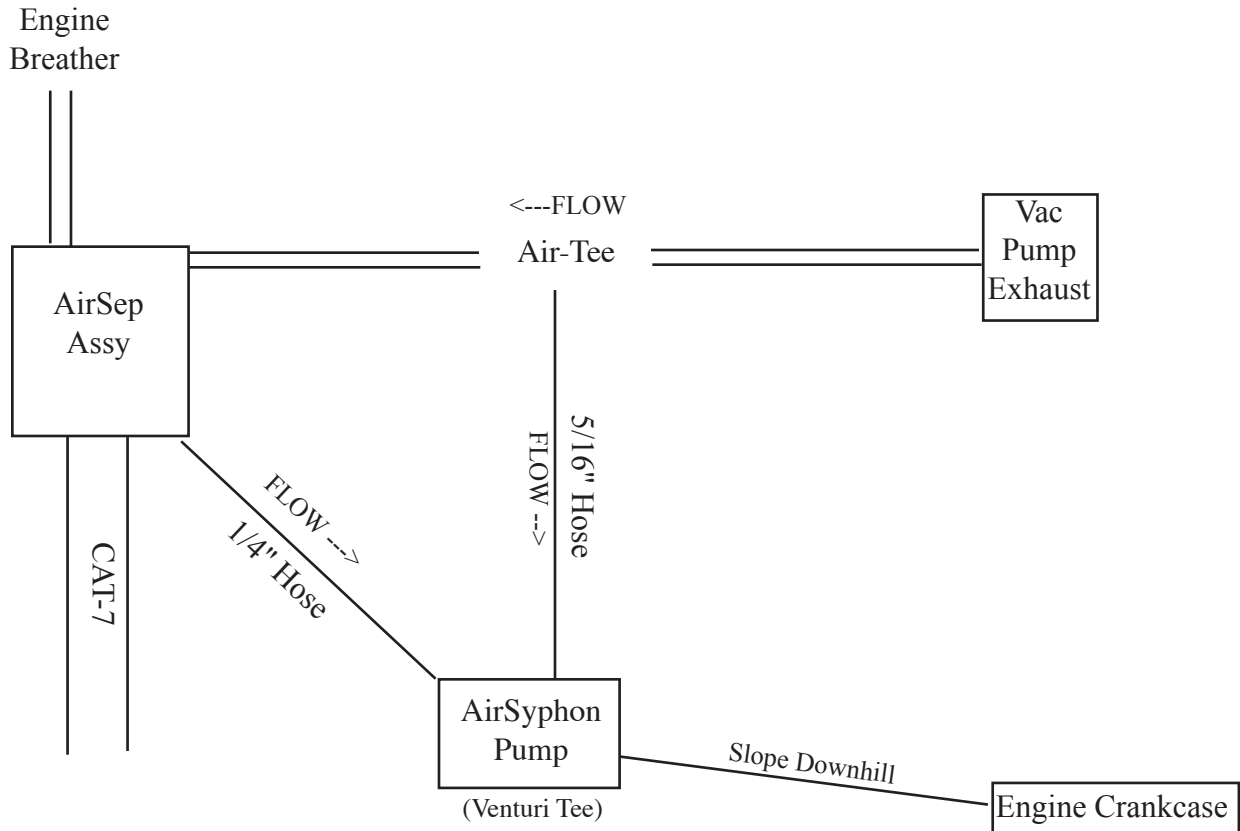 Engine
Breather
<---FLOW
Air-Tee
Vac
Pump
Exhaust
AirSep
Assy
FLOW --->
1/4" Hose
FLOW -->
5/16" Hose
CAT-7
AirSyphon
Pump
(Venturi Tee)
Slope Downhill
Engine Crankcase